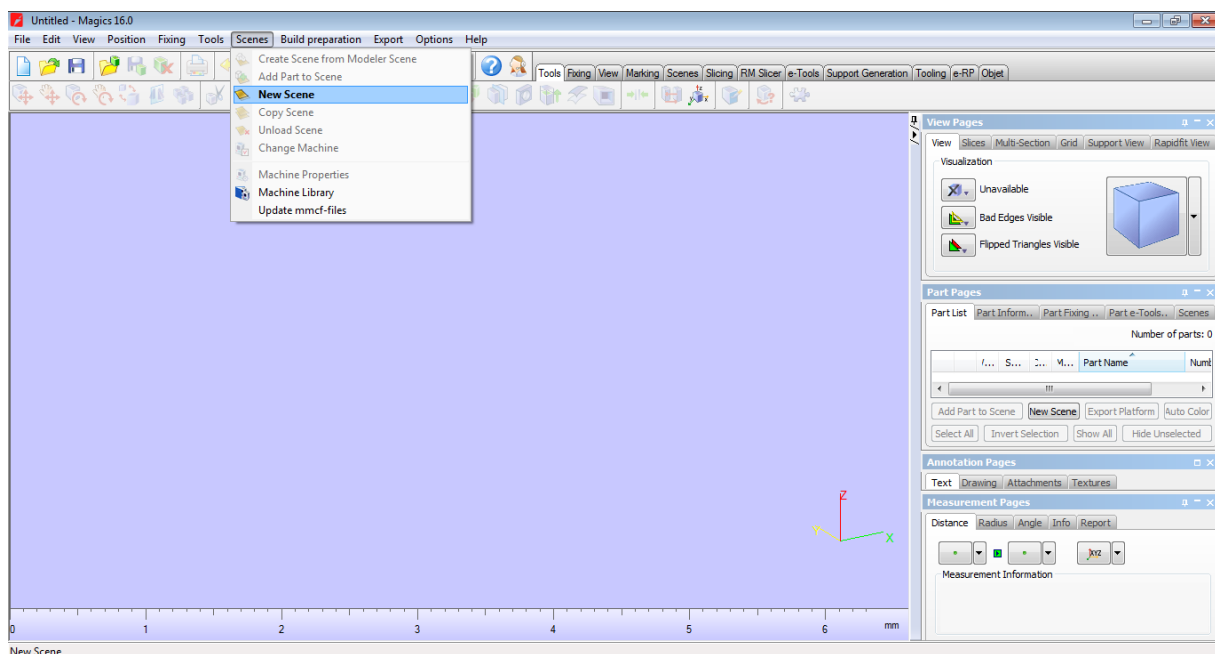 Untitled - Magics 16.0
File Edit View Position Fixing Tools Scenes Build preparation Export Options Help
Create Scene from Modeler Scene
Add Part to Scene
New Scene
Copy Scene
Unload Scene
Change Machine
Machine Properties
Machine Library
Update mmcf-files
Tools Fixing View Marking Scenes Slicing RM Slicer e-Tools Support Generation Tooling e-RP Objet
View Pages
View Slices Multi-Section Grid Support View Rapidfit View
Visualization
Unavailable
Bad Edges Visible
Flipped Triangles Visible
Part Pages
Part List Part Inform.. Part Fixing .. Part e-Tools.. Scenes
Number of parts: 0
S... M... Part Name Numb
Add Part to Scene New Scene Export Platform Auto Color
Select All Invert Selection Show All Hide Unselected
Annotation Pages
Text Drawing Attachments Textures
Measurement Pages
Distance Radius Angle Info Report
XYZ
Measurement Information
Z
Y
X
0 1 2 3 4 5 6 mm
New Scene